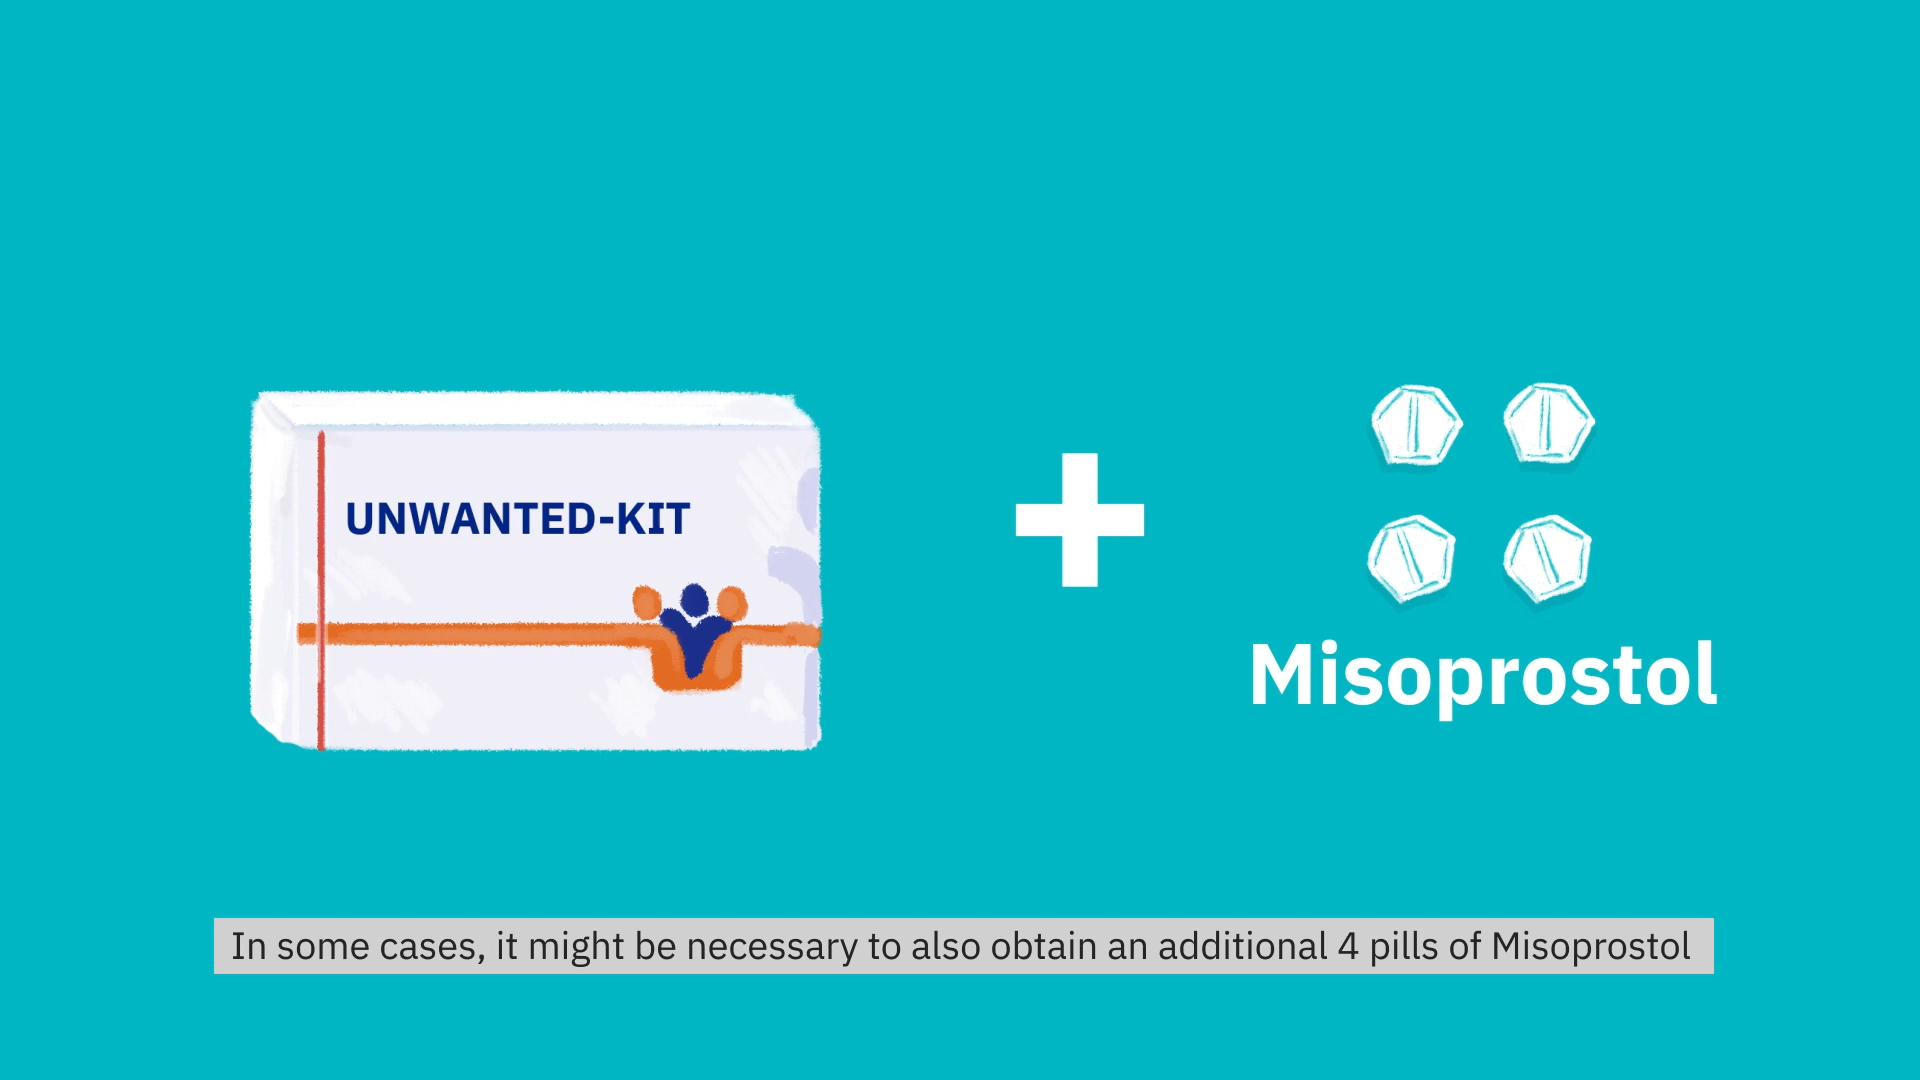 UNWANTED-KIT
Misoprostol
In some cases, it might be necessary to also obtain an additional 4 pills of Misoprostol